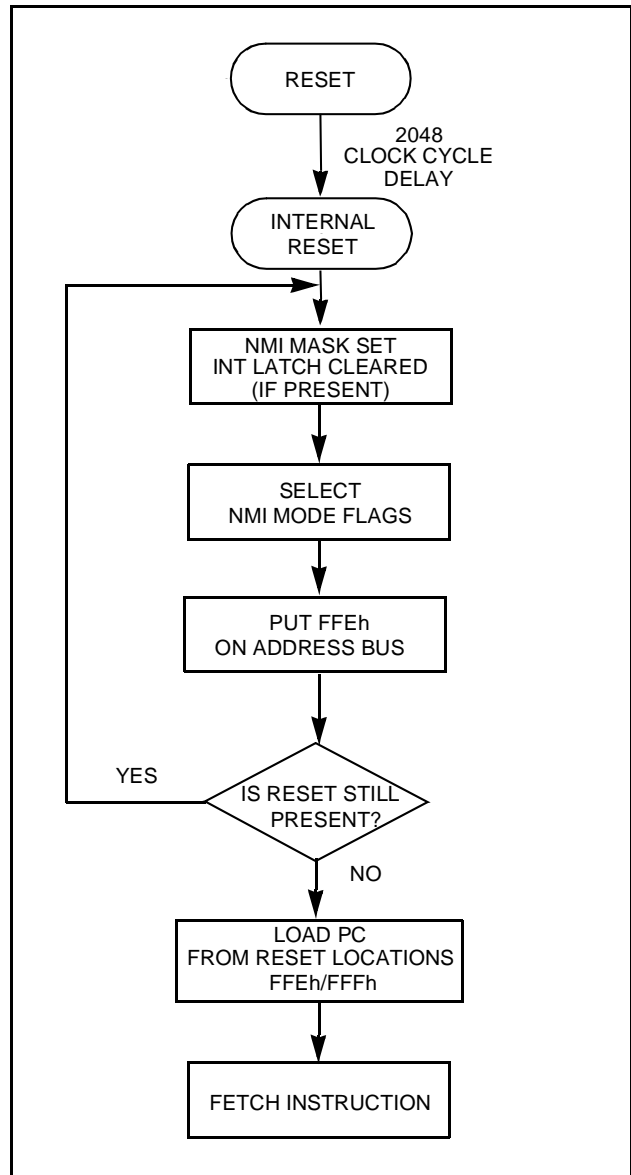 RESET
2048
CLOCK CYCLE
DELAY
INTERNAL
RESET
NMI MASK SET
INT LATCH CLEARED
(IF PRESENT)
SELECT
NMI MODE FLAGS
PUT FFEh
ON ADDRESS BUS
YES
IS RESET STILL
PRESENT?
NO
LOAD PC
FROM RESET LOCATIONS
FFEh/FFFh
FETCH INSTRUCTION